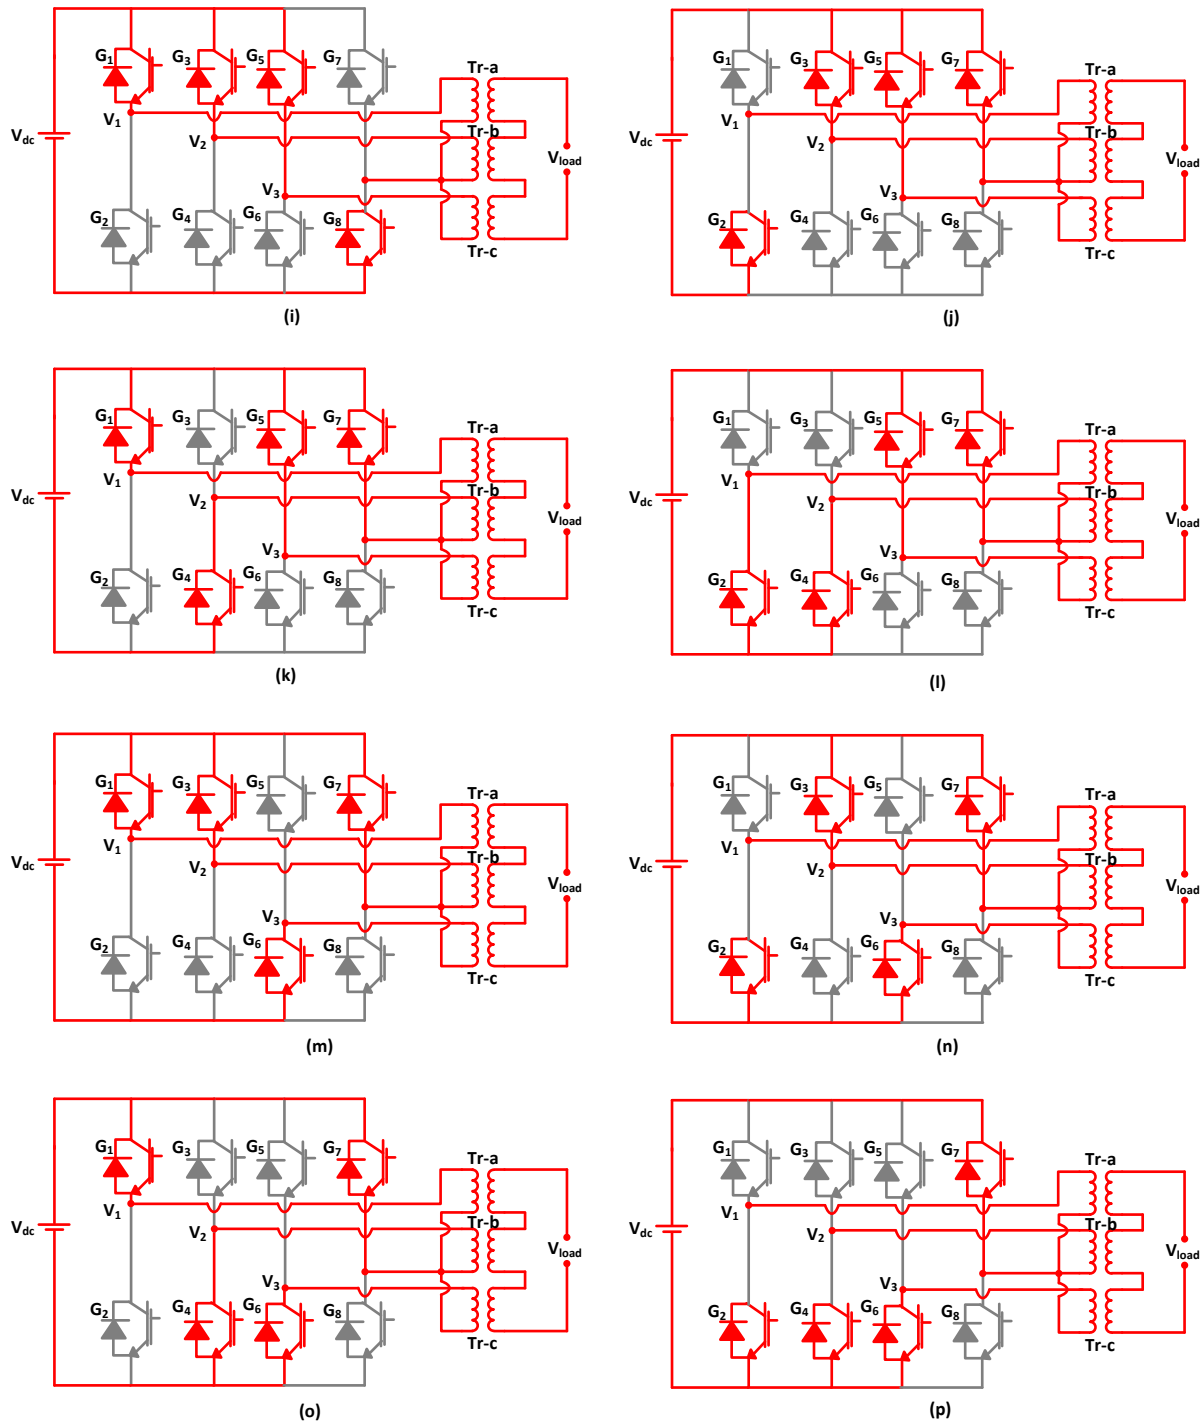 G1 G3 G5 G7 Tr-a
V1 Tr-b
Vdc V2 Vload
V3
G2 G4 G6 G8 Tr-c
(i)
G1 G3 G5 G7 Tr-a
V1 Tr-b
Vdc V2 Vload
V3
G2 G4 G6 G8 Tr-c
(j)
G1 G3 G5 G7 Tr-a
V1 Tr-b
Vdc V2 Vload
V3
G2 G4 G6 G8 Tr-c
(k)
G1 G3 G5 G7 Tr-a
V1 Tr-b
Vdc V2 Vload
V3
G2 G4 G6 G8 Tr-c
(l)
G1 G3 G5 G7 Tr-a
V1 Tr-b
Vdc V2 Vload
V3
G2 G4 G6 G8 Tr-c
(m)
G1 G3 G5 G7 Tr-a
V1 Tr-b
Vdc V2 Vload
V3
G2 G4 G6 G8 Tr-c
(n)
G1 G3 G5 G7 Tr-a
V1 Tr-b
Vdc V2 Vload
V3
G2 G4 G6 G8 Tr-c
(o)
G1 G3 G5 G7 Tr-a
V1 Tr-b
Vdc V2 Vload
V3
G2 G4 G6 G8 Tr-c
(p)